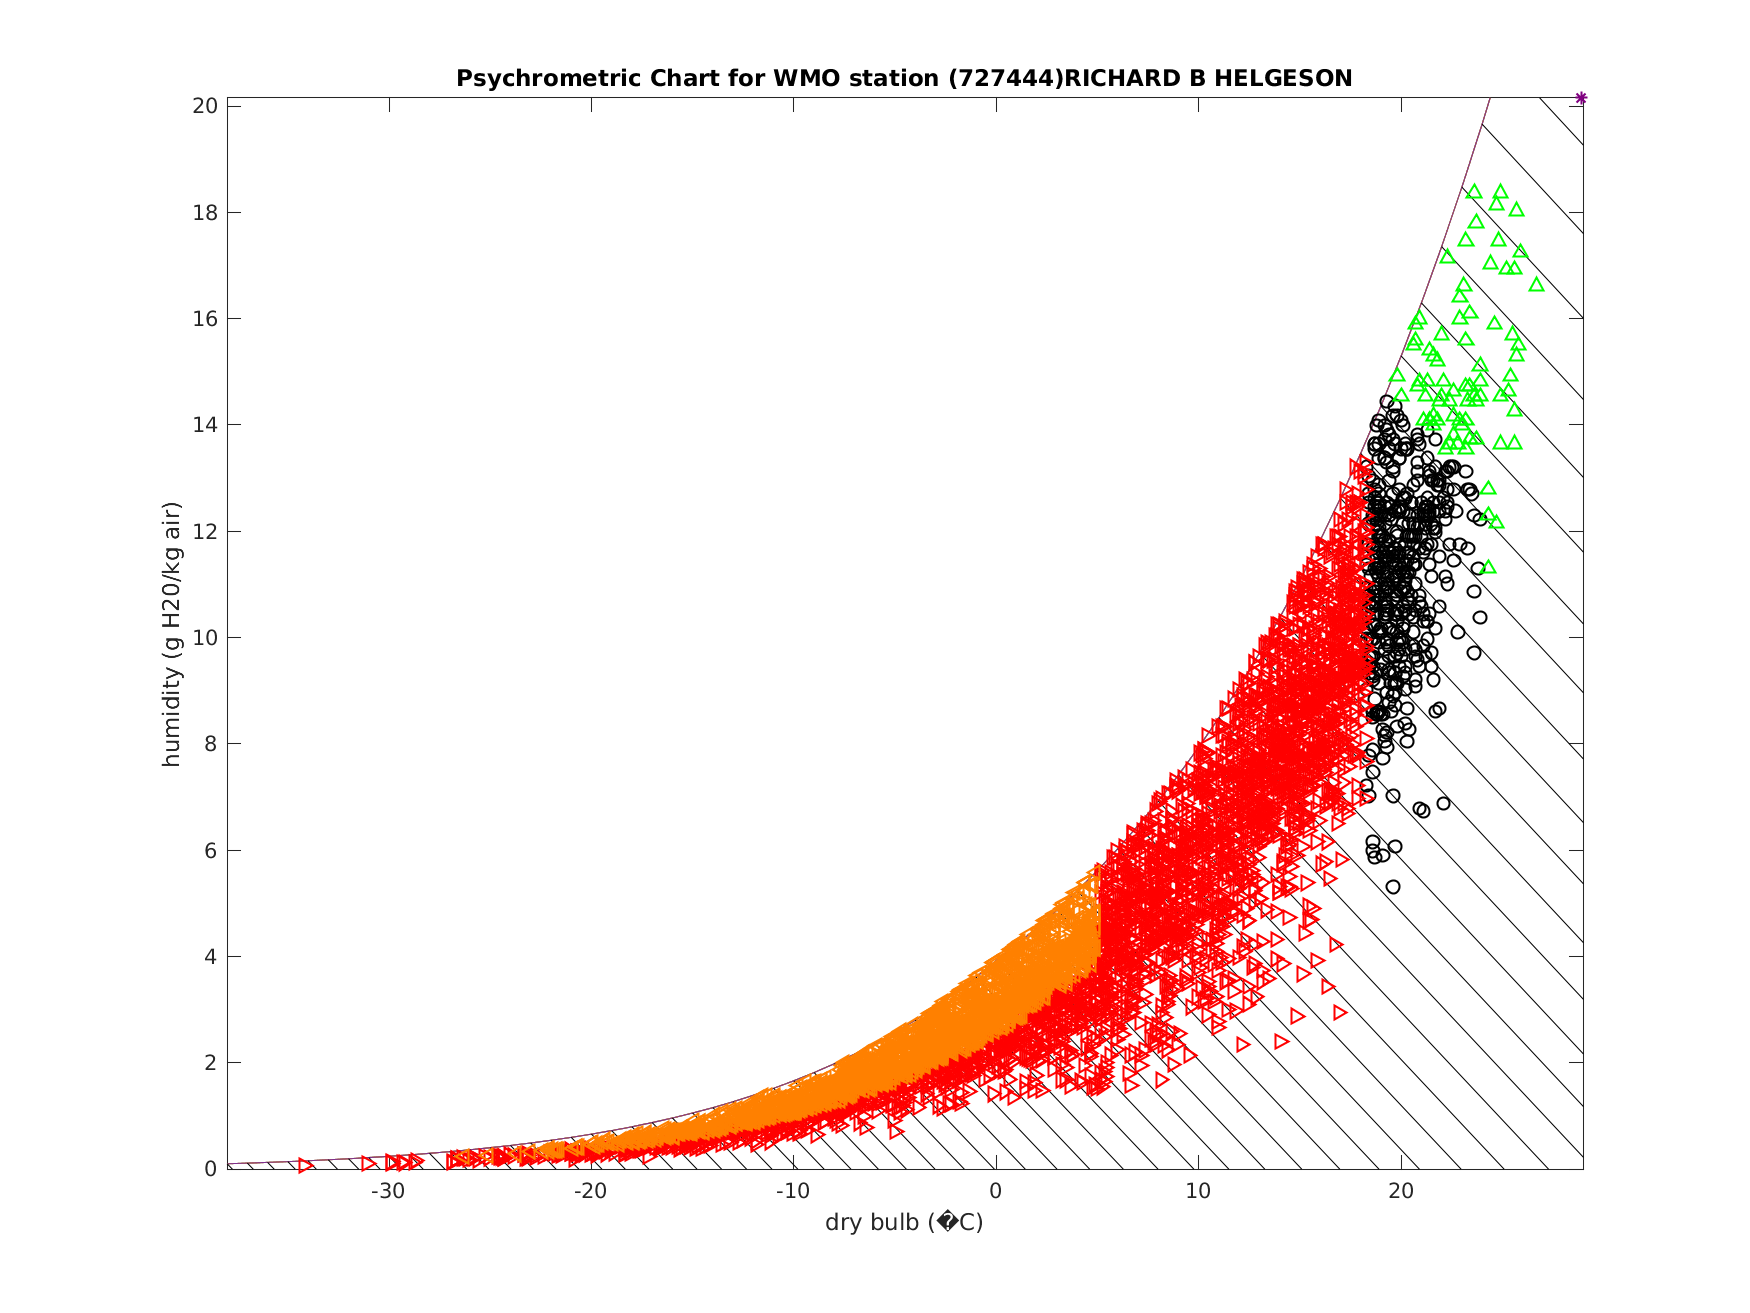 Psychrometric Chart for WMO station (727444)RICHARD B HELGESON
20
18
16
14
12
10
8
6
4
2
0
humidity (g H20/kg air)
-30 -20 -10 0 10 20
dry bulb (�C)